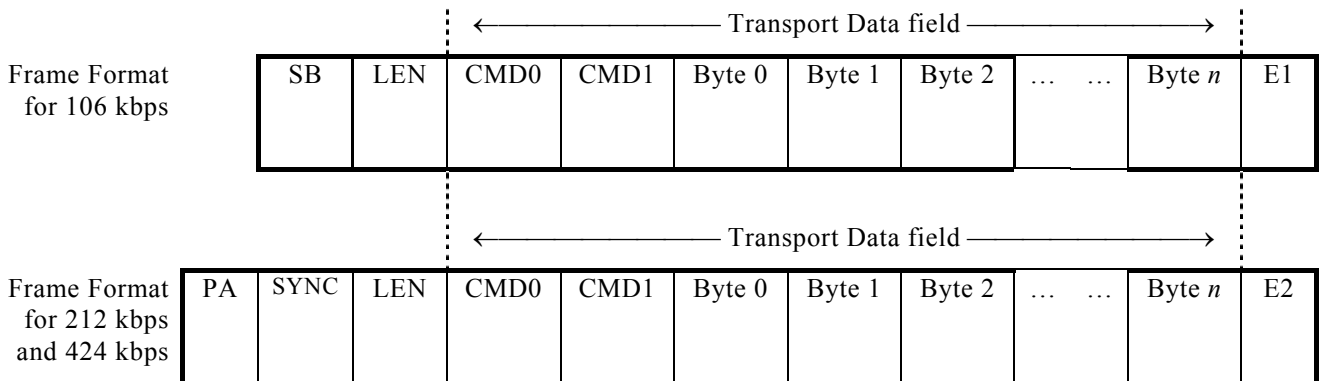 Transport Data field
Frame Format for 106 kbps
SB LEN CMD0 CMD1 Byte 0 Byte 1 Byte 2 … … Byte n E1
Transport Data field
Frame Format for 212 kbps and 424 kbps
PA SYNC LEN CMD0 CMD1 Byte 0 Byte 1 Byte 2 … … Byte n E2